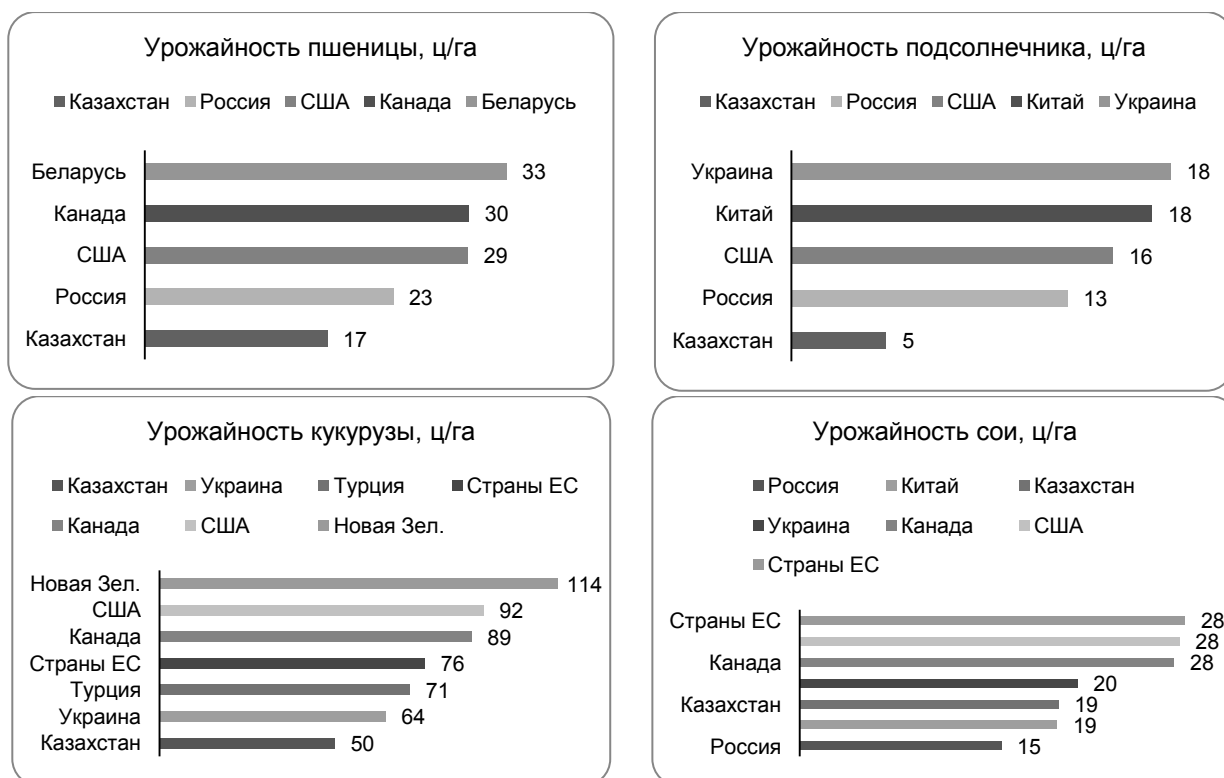 Урожайность пшеницы, ц/га
Казахстан Россия США Канада Беларусь
Беларусь 33
Канада 30
США 29
Россия 23
Казахстан 17
Урожайность подсолнечника, ц/га
Казахстан Россия США Китай Украина
Украина 18
Китай 18
США 16
Россия 13
Казахстан 5
Урожайность кукурузы, ц/га
Казахстан Украина Турция Страны ЕС
Канада США Новая Зел.
Новая Зел. 114
США 92
Канада 89
Страны ЕС 76
Турция 71
Украина 64
Казахстан 50
Урожайность сои, ц/га
Россия Китай Казахстан
Украина Канада США
Страны ЕС
Страны ЕС 28
28
Канада 28
20
Казахстан 19
19
Россия 15